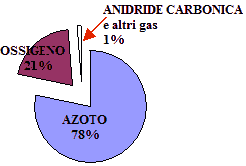 ANIDRIDE CARBONICA
e altri gas
1%
OSSIGENO
21%
AZOTO
78%